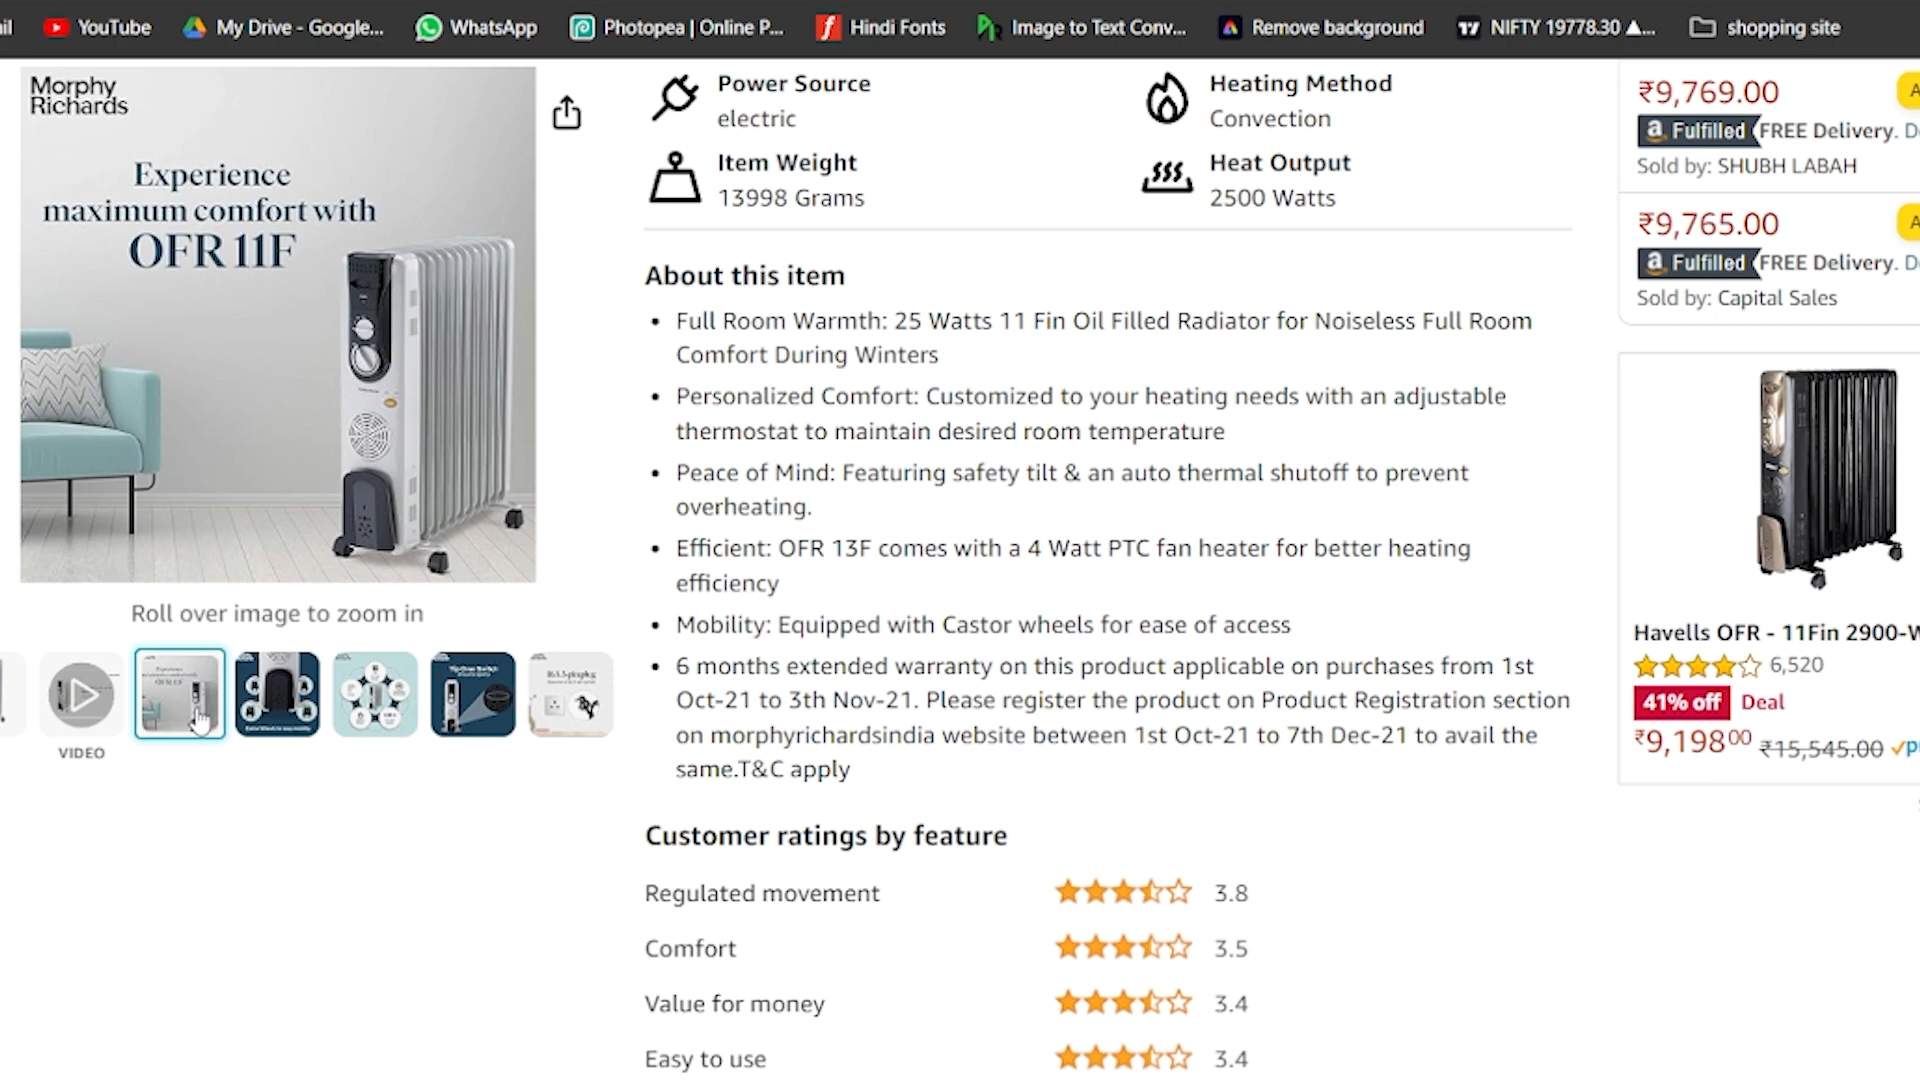 YouTube
My Drive - Google...
WhatsApp
Photopea | Online P...
Hindi Fonts
Image to Text Conv...
Remove background
NIFTY 19778.30 ▲...
shopping site
Morphy
Richards
Experience
maximum comfort with
OFR 11F
Roll over image to zoom in
VIDEO
Power Source
electric
Heating Method
Convection
Item Weight
13998 Grams
Heat Output
2500 Watts
About this item
• Full Room Warmth: 25 Watts 11 Fin Oil Filled Radiator for Noiseless Full Room
Comfort During Winters
• Personalized Comfort: Customized to your heating needs with an adjustable
thermostat to maintain desired room temperature
• Peace of Mind: Featuring safety tilt & an auto thermal shutoff to prevent
overheating.
• Efficient: OFR 13F comes with a 4 Watt PTC fan heater for better heating
efficiency
• Mobility: Equipped with Castor wheels for ease of access
• 6 months extended warranty on this product applicable on purchases from 1st
Oct-21 to 3th Nov-21. Please register the product on Product Registration section
on morphyrichardsindia website between 1st Oct-21 to 7th Dec-21 to avail the
same.T&C apply
Customer ratings by feature
Regulated movement 3.8
Comfort 3.5
Value for money 3.4
Easy to use 3.4
₹9,769.00
a Fulfilled FREE Delivery.
Sold by: SHUBH LABAH
₹9,765.00
a Fulfilled FREE Delivery.
Sold by: Capital Sales
Havells OFR - 11Fin 2900-W
6,520
41% off Deal
₹9,19800 ₹15,545.00